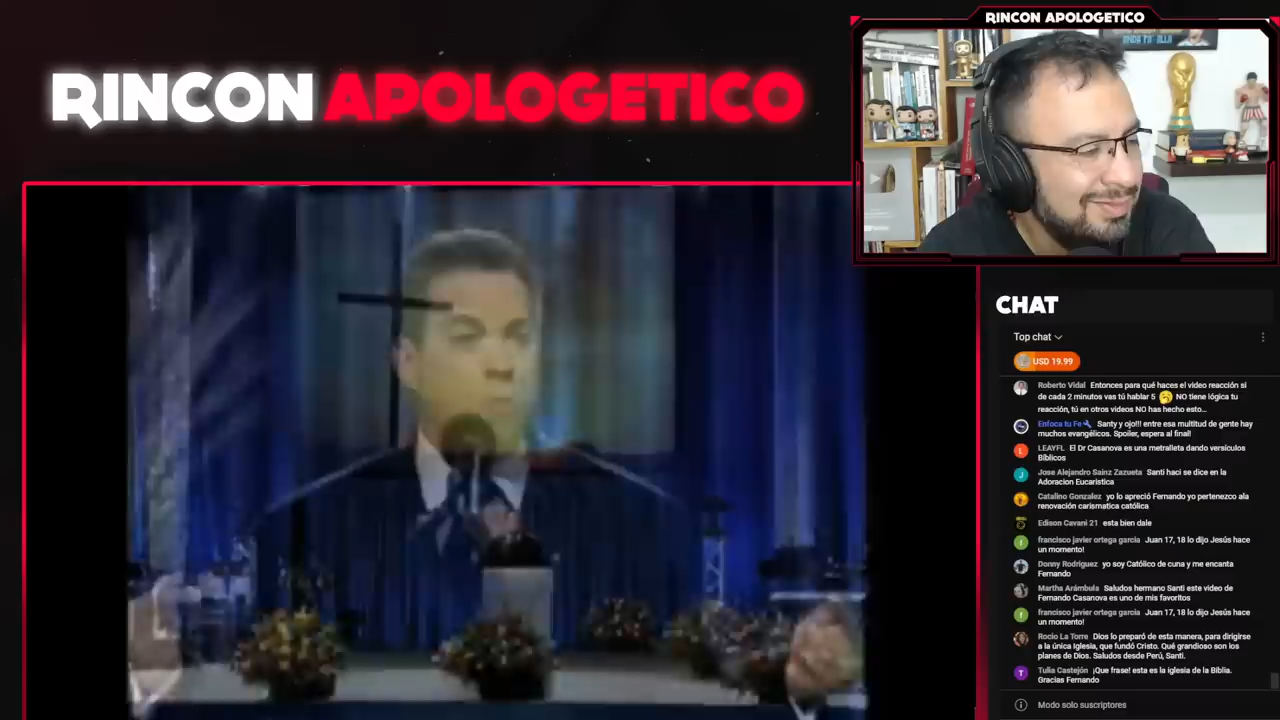 RINCON APOLOGETICO
RINCON APOLOGETICO
CHAT
Top chat
USD 19.99
Roberto Vidal Entonces para qué haces el video reacción si
de cada 2 minutos vas tú hablar 5 NO tiene lógica tu
reacción, tú en otros videos NO has hecho esto...
Enfoca tu Fe Santy y ojo!!! entre esa multitud de gente hay
muchos evangélicos. Spoiler, espera al final!
LEAYFL El Dr Casanova es una metralleta dando versículos
Bíblicos
Jose Alejandro Sainz Zazueta Santi haci se dice en la
Adoracion Eucaristica
Catalino Gonzalez yo lo apreció Fernando yo pertenezco ala
renovación carismatica católica
Edison Cavani 21 esta bien dale
francisco javier ortega garcia Juan 17, 18 lo dijo Jesús hace
un momento!
Donny Rodriguez yo soy Católico de cuna y me encanta
Fernando
Martha Arámbula Saludos hermano Santi este video de
Fernando Casanova es uno de mis favoritos
francisco javier ortega garcia Juan 17, 18 lo dijo Jesús hace
un momento!
Rocio La Torre Dios lo preparó de esta manera, para dirigirse
a la única Iglesia, que fundó Cristo. Qué grandioso son los
planes de Dios. Saludos desde Perú, Santi.
Tulia Castejón ¡Que frase! esta es la iglesia de la Biblia.
Gracias Fernando
Modo solo suscriptores